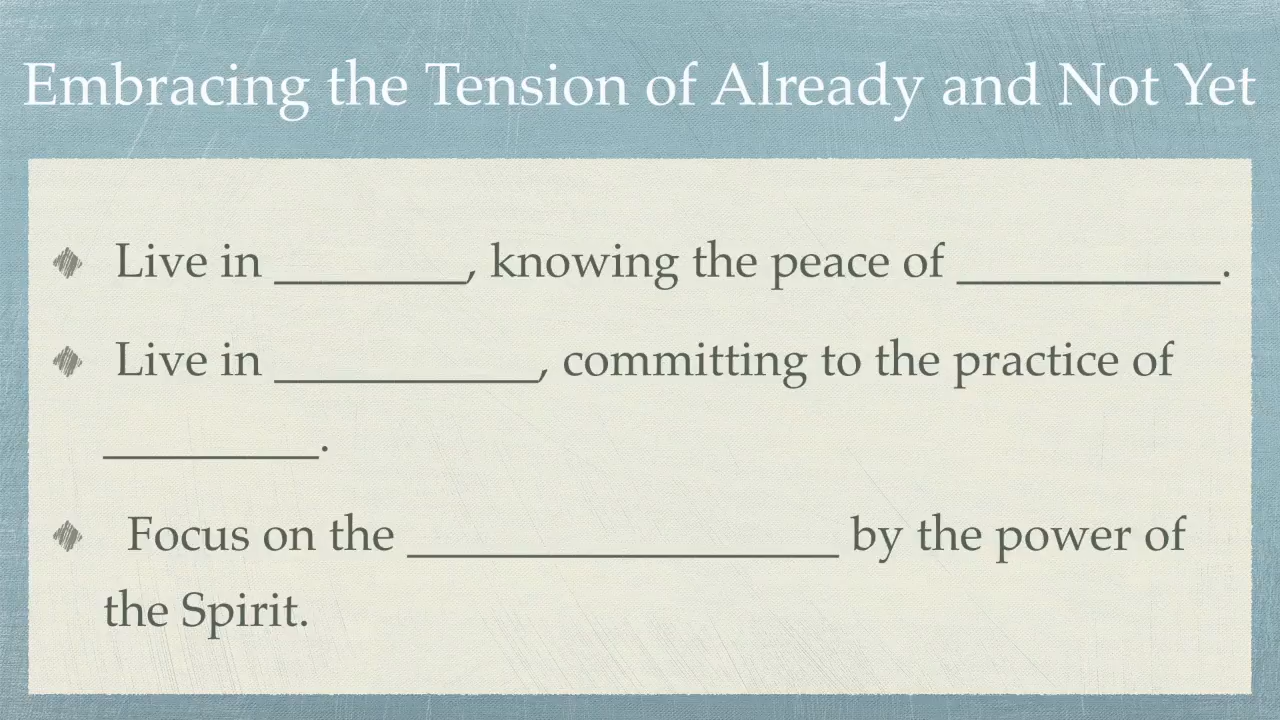 Embracing the Tension of Already and Not Yet
Live in ________, knowing the peace of ___________.
Live in ___________, committing to the practice of
_________.
Focus on the __________________ by the power of
the Spirit.